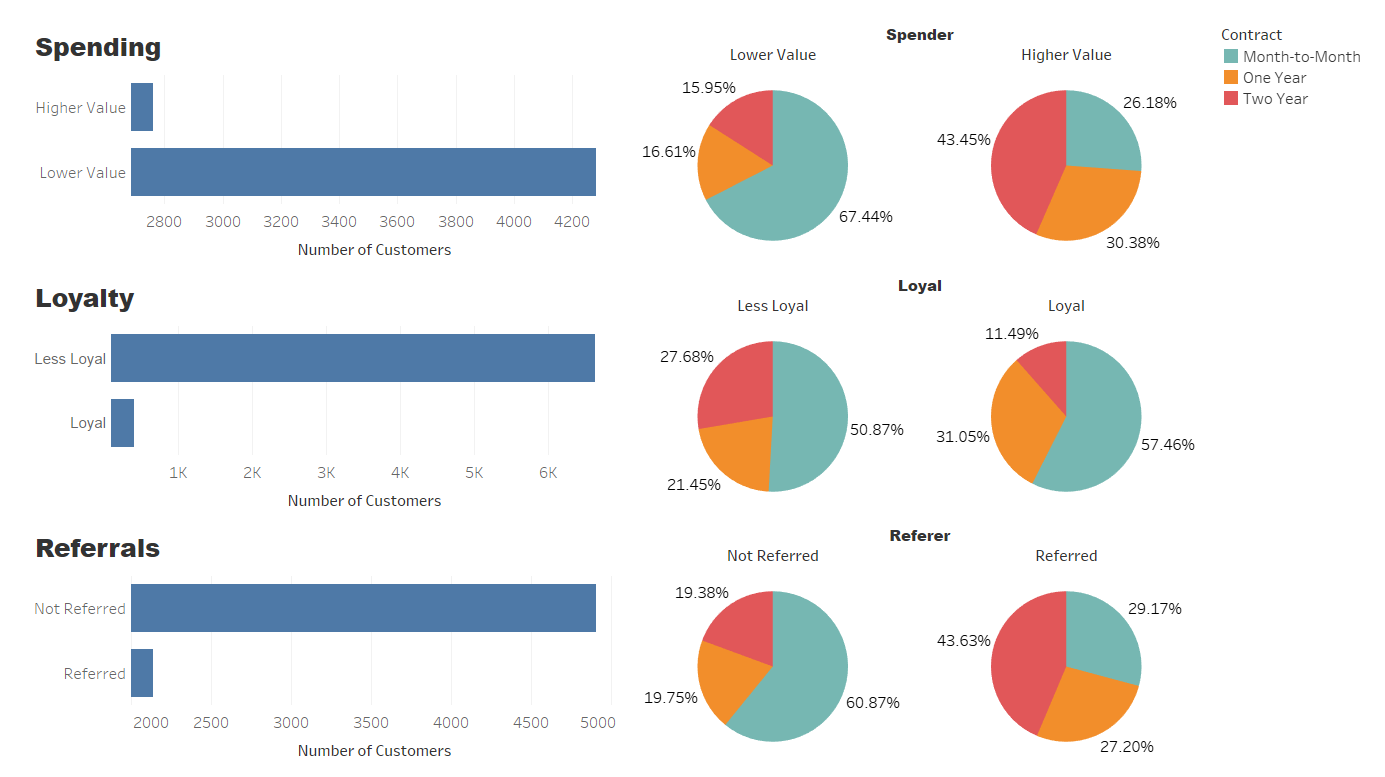 Spending
Higher Value
Lower Value
2800 3000 3200 3400 3600 3800 4000 4200
Number of Customers
Spender
Lower Value Higher Value
15.95%
16.61%
67.44%
26.18%
43.45%
30.38%
Contract
Month-to-Month
One Year
Two Year
Loyalty
Less Loyal
Loyal
1K 2K 3K 4K 5K 6K
Number of Customers
Loyal
Less Loyal Loyal
27.68%
50.87%
21.45%
11.49%
31.05%
57.46%
Referrals
Not Referred
Referred
2000 2500 3000 3500 4000 4500 5000
Number of Customers
Referer
Not Referred Referred
19.38%
19.75%
60.87%
29.17%
43.63%
27.20%